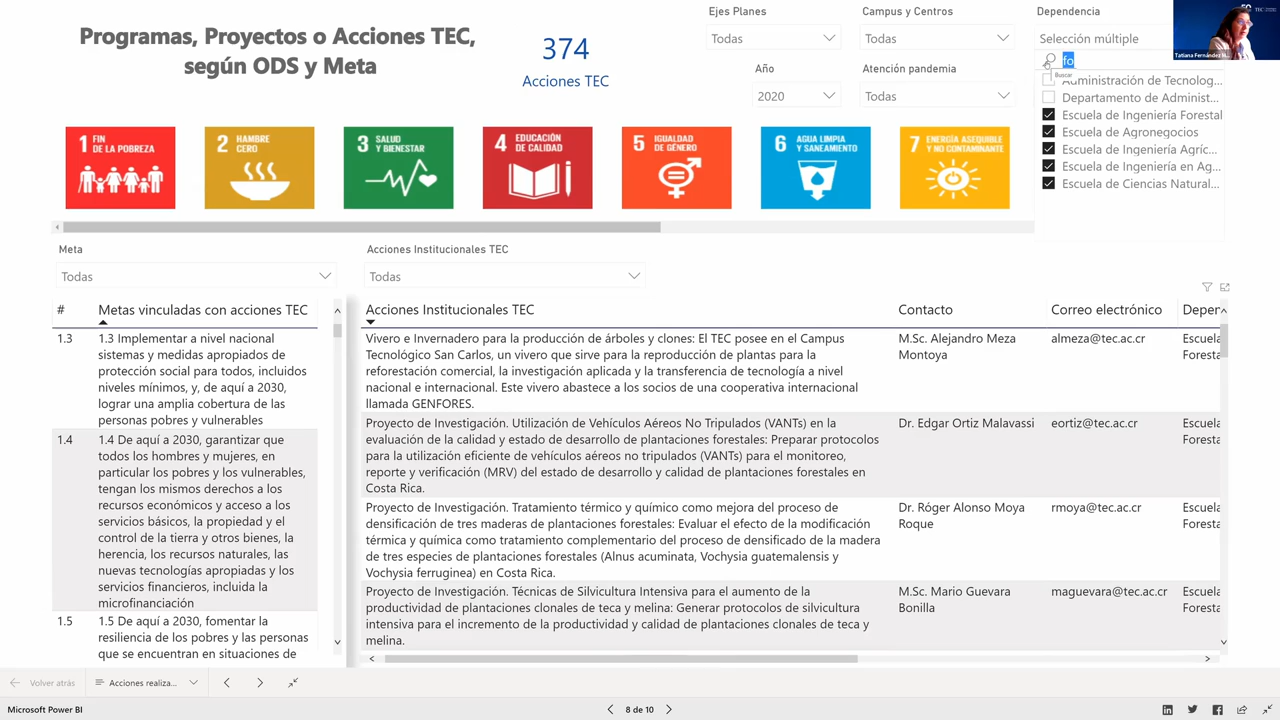 Programas, Proyectos o Acciones TEC,
según ODS y Meta
374
Acciones TEC
Ejes Planes
Todas
Campus y Centros
Todas
Año
2020
Atención pandemia
Todas
Dependencia
Selección múltiple
fo
Buscar
Administración de Tecnolog...
Departamento de Administ...
Escuela de Ingeniería Forestal
Escuela de Agronegocios
Escuela de Ingeniería Agríc...
Escuela de Ingeniería en Ag...
Escuela de Ciencias Natural...
TEC
Tatiana Fernández M...
1 FIN
DE LA POBREZA
2 HAMBRE
CERO
3 SALUD
Y BIENESTAR
4 EDUCACIÓN
DE CALIDAD
5 IGUALDAD
DE GÉNERO
6 AGUA LIMPIA
Y SANEAMIENTO
7 ENERGÍA ASEQUIBLE
Y NO CONTAMINANTE
Meta
Todas
Acciones Institucionales TEC
Todas
# Metas vinculadas con acciones TEC
1.3 1.3 Implementar a nivel nacional
sistemas y medidas apropiados de
protección social para todos, incluidos
niveles mínimos, y, de aquí a 2030,
lograr una amplia cobertura de las
personas pobres y vulnerables
1.4 1.4 De aquí a 2030, garantizar que
todos los hombres y mujeres, en
particular los pobres y los vulnerables,
tengan los mismos derechos a los
recursos económicos y acceso a los
servicios básicos, la propiedad y el
control de la tierra y otros bienes, la
herencia, los recursos naturales, las
nuevas tecnologías apropiadas y los
servicios financieros, incluida la
microfinanciación
1.5 1.5 De aquí a 2030, fomentar la
resiliencia de los pobres y las personas
que se encuentran en situaciones de
Acciones Institucionales TEC Contacto Correo electrónico Depen
Vivero e Invernadero para la producción de árboles y clones: El TEC posee en el Campus M.Sc. Alejandro Meza almeza@tec.ac.cr Escuela
Tecnológico San Carlos, un vivero que sirve para la reproducción de plantas para la Montoya Foresta
reforestación comercial, la investigación aplicada y la transferencia de tecnología a nivel
nacional e internacional. Este vivero abastece a los socios de una cooperativa internacional
llamada GENFORES.
Proyecto de Investigación. Utilización de Vehículos Aéreos No Tripulados (VANTs) en la Dr. Edgar Ortiz Malavassi eortiz@tec.ac.cr Escuela
evaluación de la calidad y estado de desarrollo de plantaciones forestales: Preparar protocolos Foresta
para la utilización eficiente de vehículos aéreos no tripulados (VANTs) para el monitoreo,
reporte y verificación (MRV) del estado de desarrollo y calidad de plantaciones forestales en
Costa Rica.
Proyecto de Investigación. Tratamiento térmico y químico como mejora del proceso de Dr. Róger Alonso Moya rmoya@tec.ac.cr Escuela
densificación de tres maderas de plantaciones forestales: Evaluar el efecto de la modificación Roque Foresta
térmica y química como tratamiento complementario del proceso de densificado de la madera
de tres especies de plantaciones forestales (Alnus acuminata, Vochysia guatemalensis y
Vochysia ferruginea) en Costa Rica.
Proyecto de Investigación. Técnicas de Silvicultura Intensiva para el aumento de la M.Sc. Mario Guevara maguevara@tec.ac.cr Escuela
productividad de plantaciones clonales de teca y melina: Generar protocolos de silvicultura Bonilla Foresta
intensiva para el incremento de la productividad y calidad de plantaciones clonales de teca y
melina.
Volver atrás
Acciones realiza...
Microsoft Power BI
8 de 10